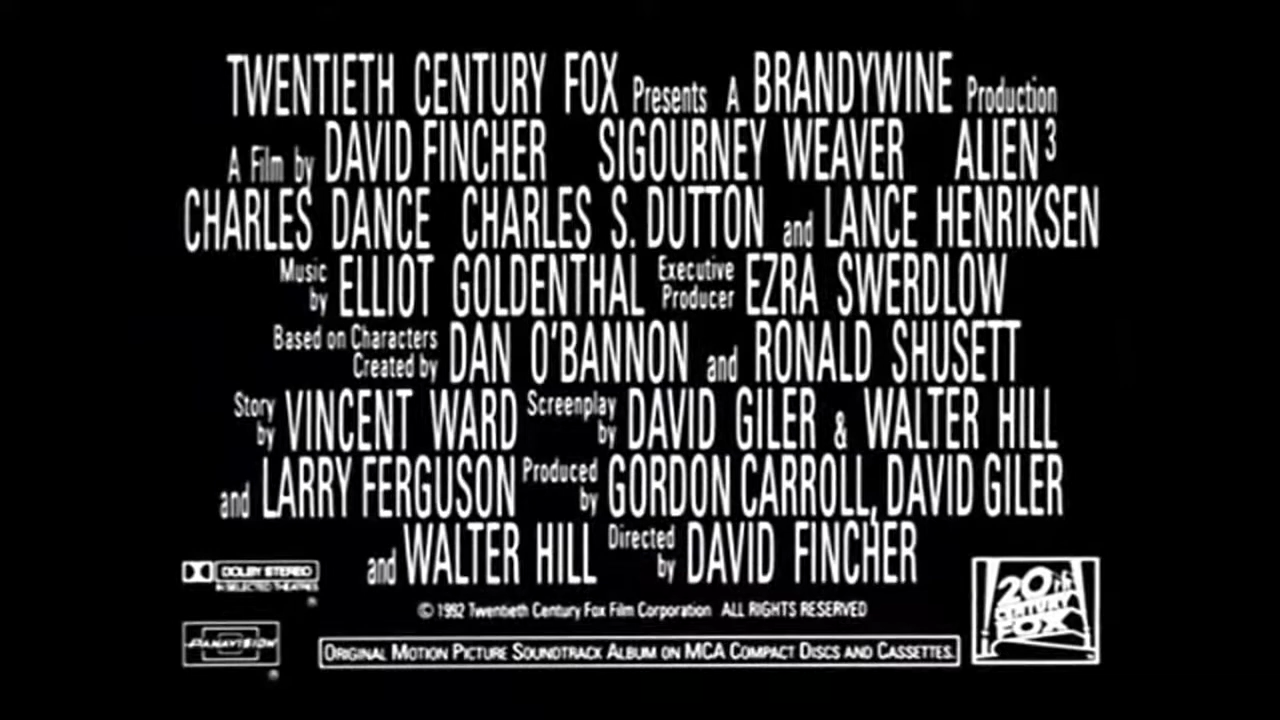 TWENTIETH CENTURY FOX Presents A BRANDYWINE Production
A Film by DAVID FINCHER SIGOURNEY WEAVER ALIEN³
CHARLES DANCE CHARLES S. DUTTON and LANCE HENRIKSEN
Music by ELLIOT GOLDENTHAL Executive Producer EZRA SWERDLOW
Based on Characters Created by DAN O'BANNON and RONALD SHUSETT
Story by VINCENT WARD Screenplay by DAVID GILER & WALTER HILL
and LARRY FERGUSON Produced by GORDON CARROLL, DAVID GILER
and WALTER HILL Directed by DAVID FINCHER
DOLBY STEREO
IN SELECTED THEATRES
®
© 1992 Twentieth Century Fox Film Corporation ALL RIGHTS RESERVED
PANAVISION
®
ORIGINAL MOTION PICTURE SOUNDTRACK ALBUM ON MCA COMPACT DISCS AND CASSETTES.
20th
CENTURY
FOX